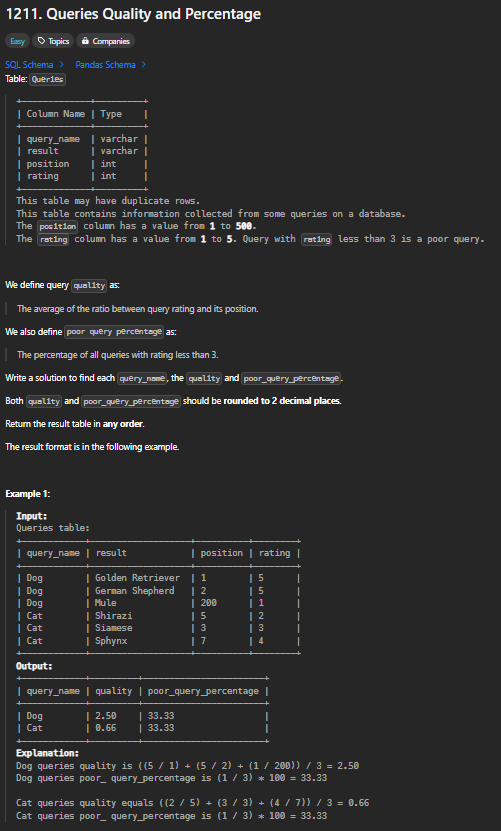 1211. Queries Quality and Percentage
Easy Topics Companies
SQL Schema > Pandas Schema >
Table: Queries
+-------------+---------+
| Column Name | Type    |
+-------------+---------+
| query_name  | varchar |
| result      | varchar |
| position    | int     |
| rating      | int     |
+-------------+---------+
This table may have duplicate rows.
This table contains information collected from some queries on a database.
The position column has a value from 1 to 500.
The rating column has a value from 1 to 5. Query with rating less than 3 is a poor query.
We define query quality as:
The average of the ratio between query rating and its position.
We also define poor query percentage as:
The percentage of all queries with rating less than 3.
Write a solution to find each query_name, the quality and poor_query_percentage.
Both quality and poor_query_percentage should be rounded to 2 decimal places.
Return the result table in any order.
The result format is in the following example.
Example 1:
Input:
Queries table:
+------------+-------------------+----------+--------+
| query_name | result            | position | rating |
+------------+-------------------+----------+--------+
| Dog        | Golden Retriever  | 1        | 5      |
| Dog        | German Shepherd   | 2        | 5      |
| Dog        | Mule              | 200      | 1      |
| Cat        | Shirazi           | 5        | 2      |
| Cat        | Siamese           | 3        | 3      |
| Cat        | Sphynx            | 7        | 4      |
+------------+-------------------+----------+--------+
Output:
+------------+---------+-----------------------+
| query_name | quality | poor_query_percentage |
+------------+---------+-----------------------+
| Dog        | 2.50    | 33.33                 |
| Cat        | 0.66    | 33.33                 |
+------------+---------+-----------------------+
Explanation:
Dog queries quality is ((5 / 1) + (5 / 2) + (1 / 200)) / 3 = 2.50
Dog queries poor_ query_percentage is (1 / 3) * 100 = 33.33
Cat queries quality equals ((2 / 5) + (3 / 3) + (4 / 7)) / 3 = 0.66
Cat queries poor_ query_percentage is (1 / 3) * 100 = 33.33